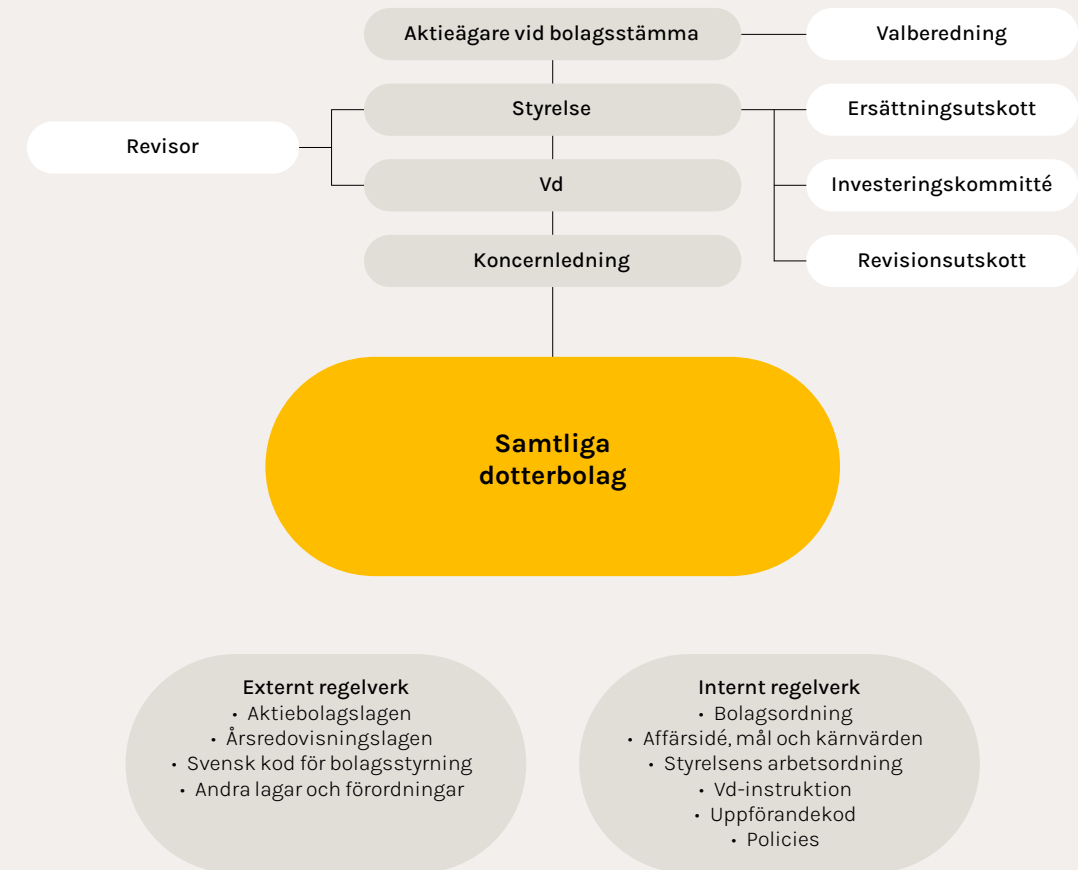 Aktieägare vid bolagsstämma
Valberedning
Styrelse
Ersättningsutskott
Revisor
Vd
Investeringskommitté
Koncernledning
Revisionsutskott
Samtliga
dotterbolag
Externt regelverk
• Aktiebolagslagen
• Årsredovisningslagen
• Svensk kod för bolagsstyrning
• Andra lagar och förordningar
Internt regelverk
• Bolagsordning
• Affärsidé, mål och kärnvärden
• Styrelsens arbetsordning
• Vd-instruktion
• Uppförandekod
• Policies